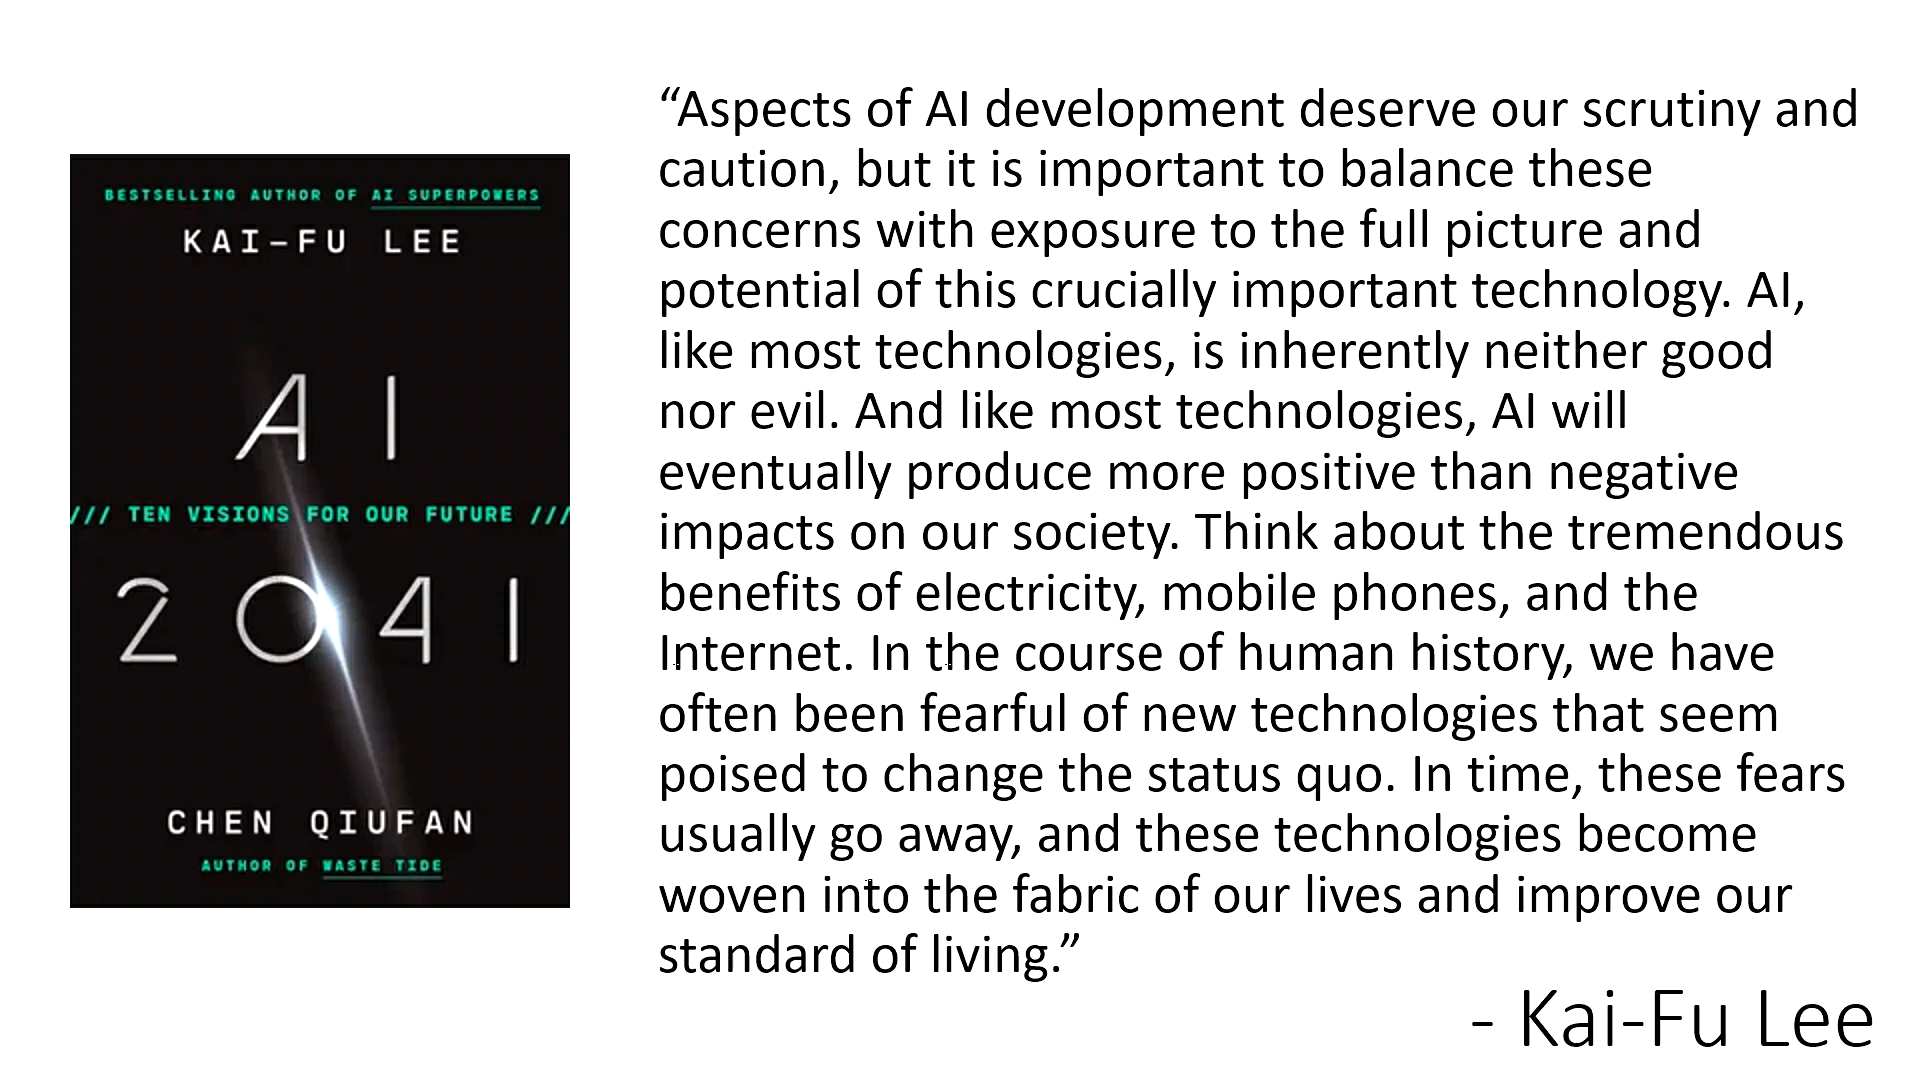 BESTSELLING AUTHOR OF AI SUPERPOWERS
KAI-FU LEE
AI
/// TEN VISIONS FOR OUR FUTURE ///
2041
CHEN QIUFAN
AUTHOR OF WASTE TIDE
“Aspects of AI development deserve our scrutiny and
caution, but it is important to balance these
concerns with exposure to the full picture and
potential of this crucially important technology. AI,
like most technologies, is inherently neither good
nor evil. And like most technologies, AI will
eventually produce more positive than negative
impacts on our society. Think about the tremendous
benefits of electricity, mobile phones, and the
Internet. In the course of human history, we have
often been fearful of new technologies that seem
poised to change the status quo. In time, these fears
usually go away, and these technologies become
woven into the fabric of our lives and improve our
standard of living.”
- Kai-Fu Lee